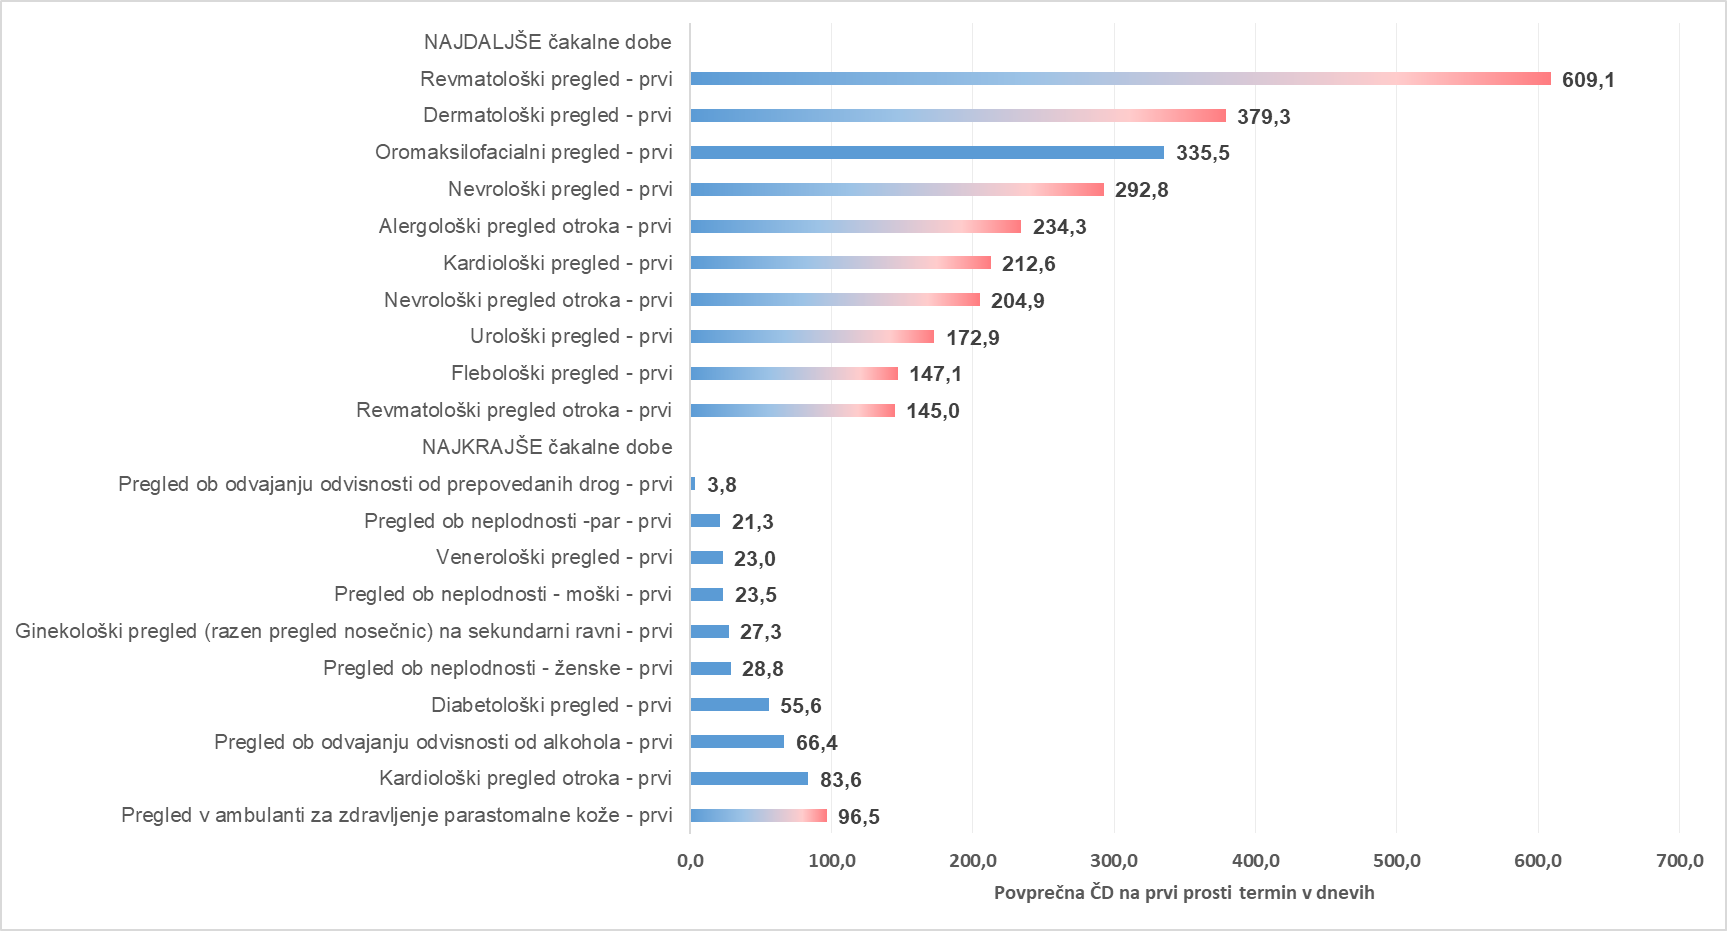 NAJDALJŠE čakalne dobe
Revmatološki pregled - prvi 609,1
Dermatološki pregled - prvi 379,3
Oromaksilofacialni pregled - prvi 335,5
Nevrološki pregled - prvi 292,8
Alergološki pregled otroka - prvi 234,3
Kardiološki pregled - prvi 212,6
Nevrološki pregled otroka - prvi 204,9
Urološki pregled - prvi 172,9
Flebološki pregled - prvi 147,1
Revmatološki pregled otroka - prvi 145,0
NAJKRAJŠE čakalne dobe
Pregled ob odvajanju odvisnosti od prepovedanih drog - prvi 3,8
Pregled ob neplodnosti -par - prvi 21,3
Venerološki pregled - prvi 23,0
Pregled ob neplodnosti - moški - prvi 23,5
Ginekološki pregled (razen pregled nosečnic) na sekundarni ravni - prvi 27,3
Pregled ob neplodnosti - ženske - prvi 28,8
Diabetološki pregled - prvi 55,6
Pregled ob odvajanju odvisnosti od alkohola - prvi 66,4
Kardiološki pregled otroka - prvi 83,6
Pregled v ambulanti za zdravljenje parastomalne kože - prvi 96,5
0,0 100,0 200,0 300,0 400,0 500,0 600,0 700,0
Povprečna ČD na prvi prosti termin v dnevih